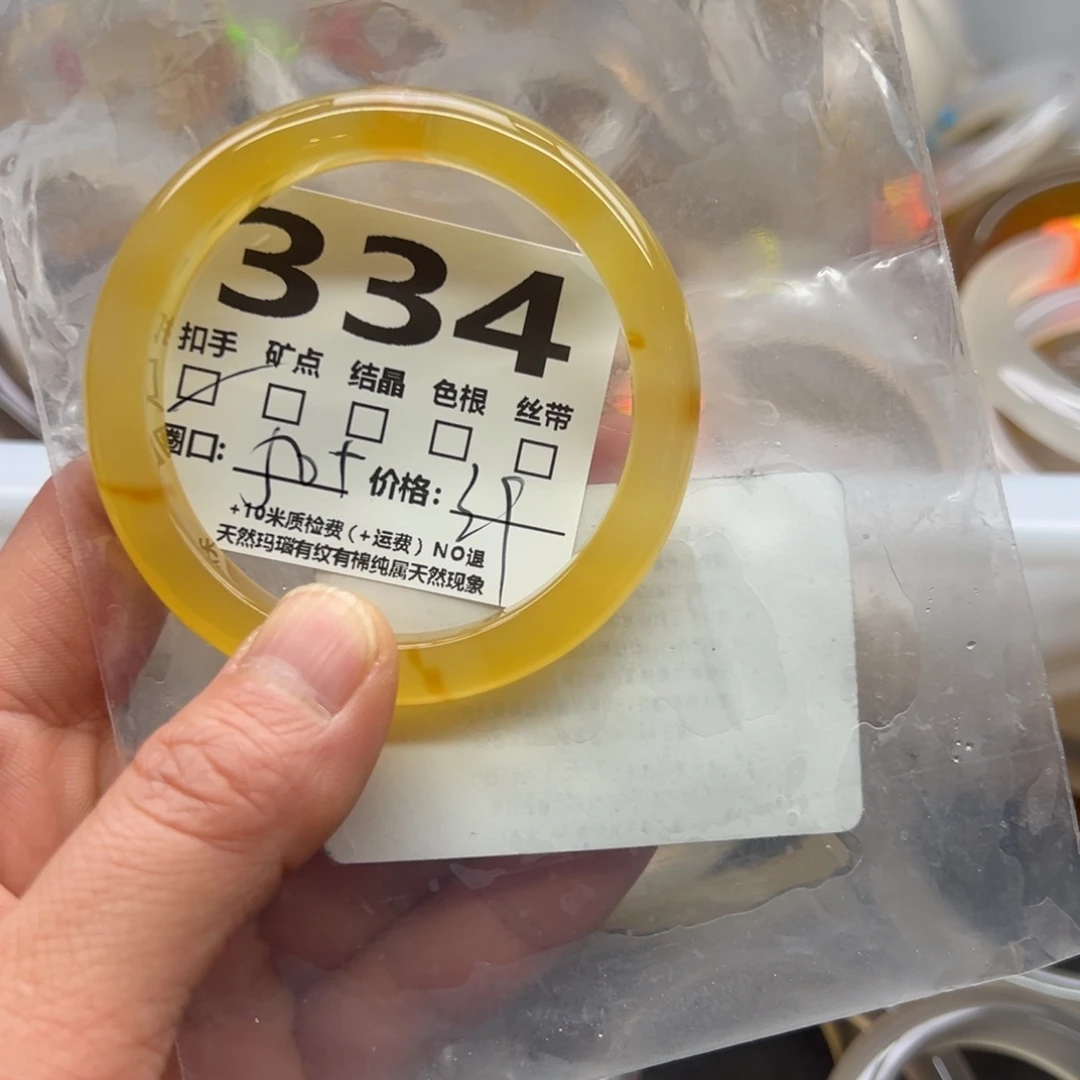 334
扣手 矿点 结晶 色根 丝带
圈口: 价格:
+10米质检费(+运费) NO退
天然玛瑙有纹有棉纯属天然现象